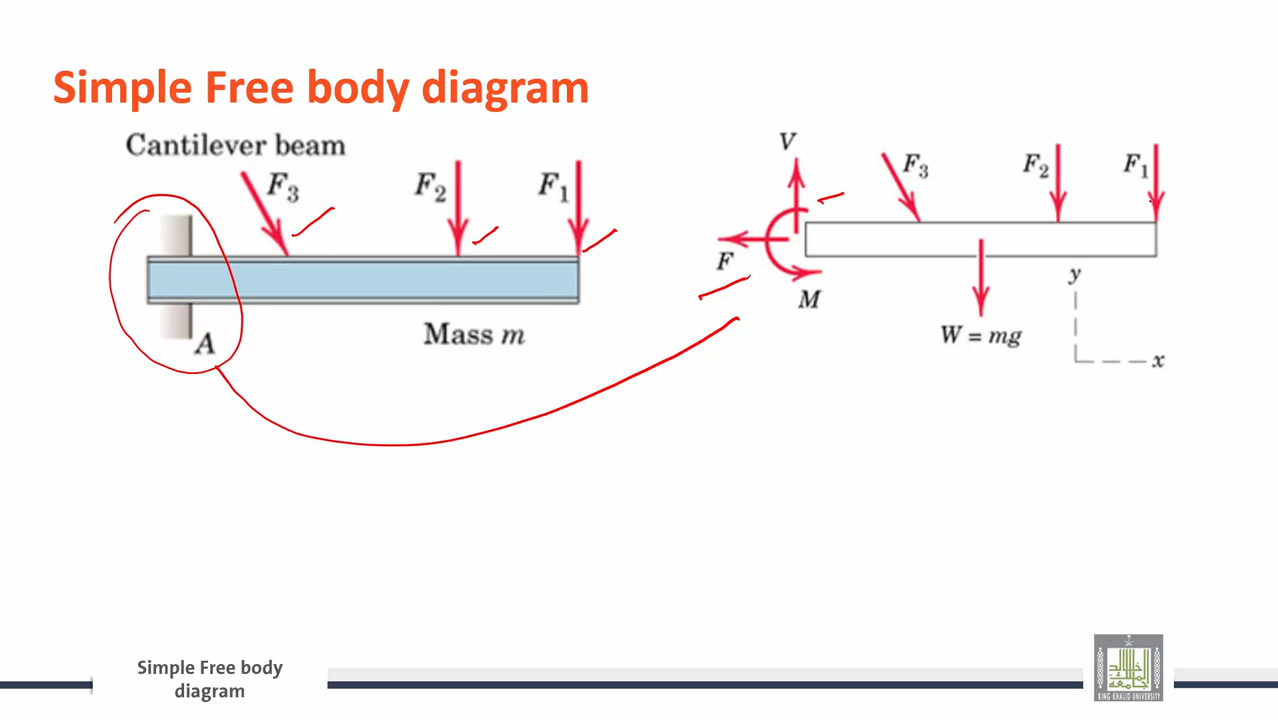 Simple Free body diagram
Cantilever beam
F3
F2
F1
A
Mass m
V
F3
F2
F1
F
M
W = mg
y
x
Simple Free body
diagram
KING KHALID UNIVERSITY